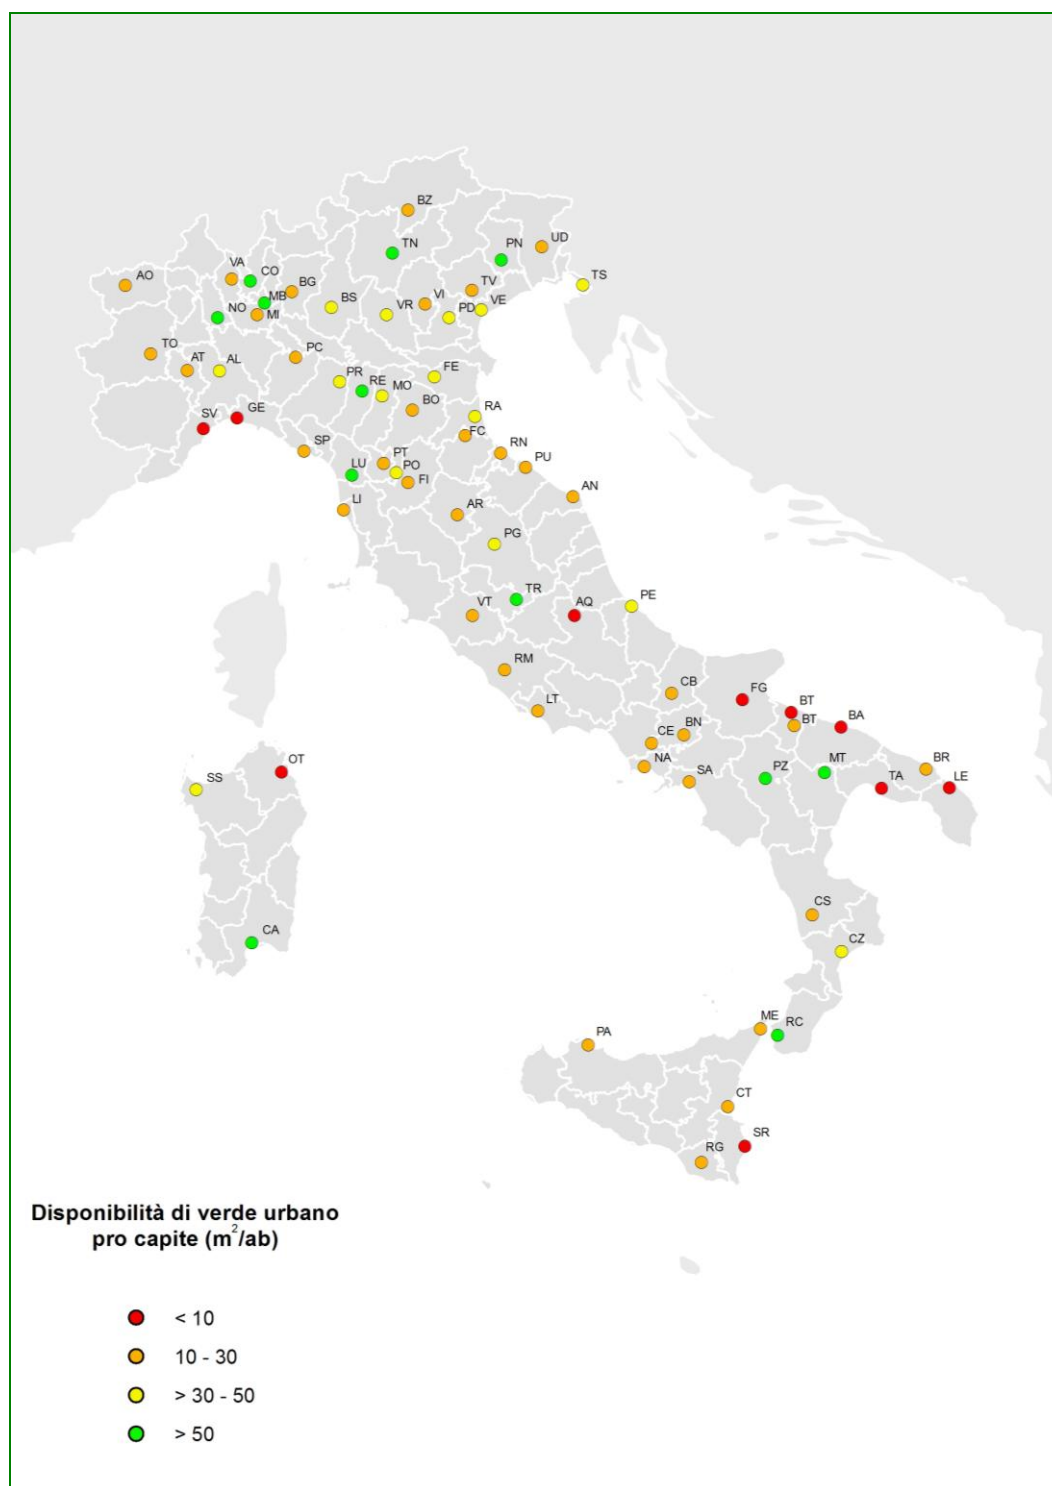 BZ
TN
PN
UD
AO
VA
CO
BG
TS
MB
BS
VR
VI
TV
VE
PD
NO
MI
TO
AT
AL
PC
PR
RE
MO
FE
BO
RA
SV
GE
FC
SP
RN
PU
LU
PT
PO
FI
LI
AR
AN
PG
TR
VT
AQ
PE
RM
LT
CB
FG
BT
BT
BA
CE
BN
NA
SA
PZ
MT
BR
TA
LE
OT
SS
CA
CS
CZ
ME
RC
PA
CT
SR
RG
Disponibilità di verde urbano
pro capite (m²/ab)
< 10
10 - 30
> 30 - 50
> 50